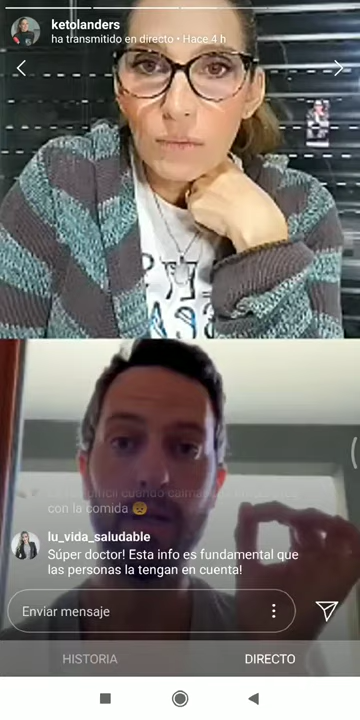 ketolanders
ha transmitido en directo • Hace 4 h
con la comida 😟
lu_vida_saludable
Súper doctor! Esta info es fundamental que
las personas la tengan en cuenta!
Enviar mensaje
HISTORIA DIRECTO